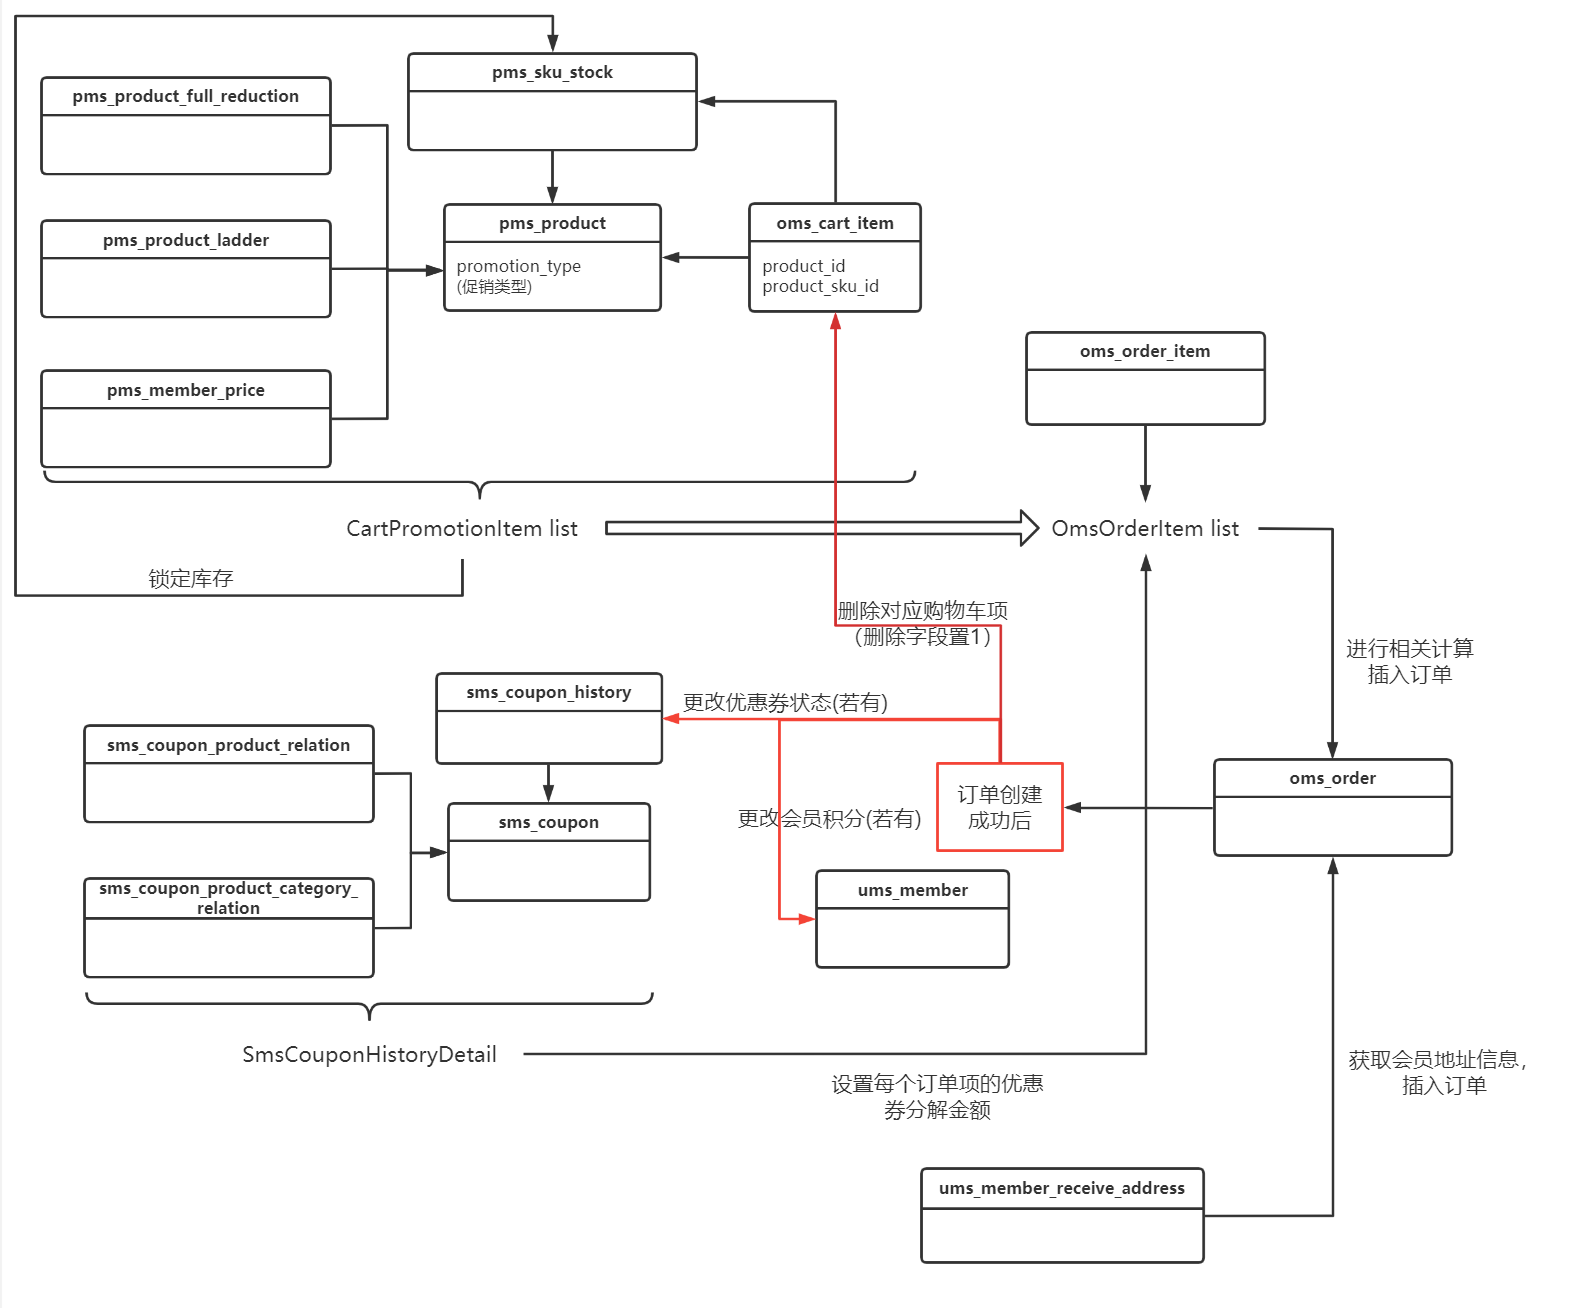 pms_sku_stock
pms_product_full_reduction
pms_product
promotion_type
(促销类型)
oms_cart_item
product_id
product_sku_id
pms_product_ladder
pms_member_price
oms_order_item
CartPromotionItem list
OmsOrderItem list
锁定库存
删除对应购物车项
（删除字段置1）
进行相关计算
插入订单
sms_coupon_history
更改优惠券状态(若有)
sms_coupon_product_relation
oms_order
订单创建
成功后
sms_coupon
更改会员积分(若有)
sms_coupon_product_category_
relation
ums_member
SmsCouponHistoryDetail
设置每个订单项的优惠
券分解金额
获取会员地址信息，
插入订单
ums_member_receive_address